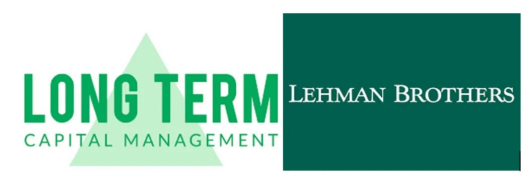 LONG TERM
CAPITAL MANAGEMENT
LEHMAN BROTHERS